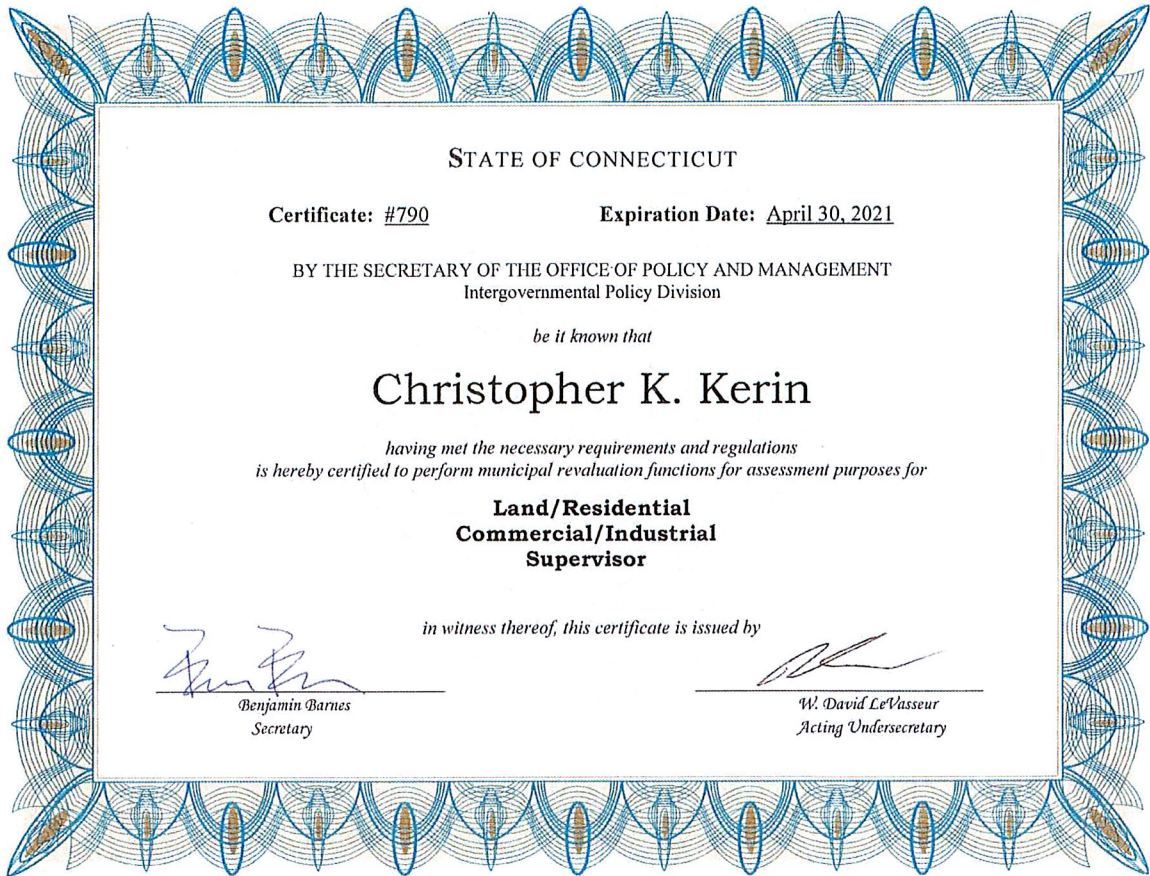 STATE OF CONNECTICUT
Certificate: #790 Expiration Date: April 30, 2021
BY THE SECRETARY OF THE OFFICE OF POLICY AND MANAGEMENT
Intergovernmental Policy Division
be it known that
Christopher K. Kerin
having met the necessary requirements and regulations
is hereby certified to perform municipal revaluation functions for assessment purposes for
Land/Residential
Commercial/Industrial
Supervisor
in witness thereof, this certificate is issued by
Benjamin Barnes
Secretary
W. David LeVasseur
Acting Undersecretary